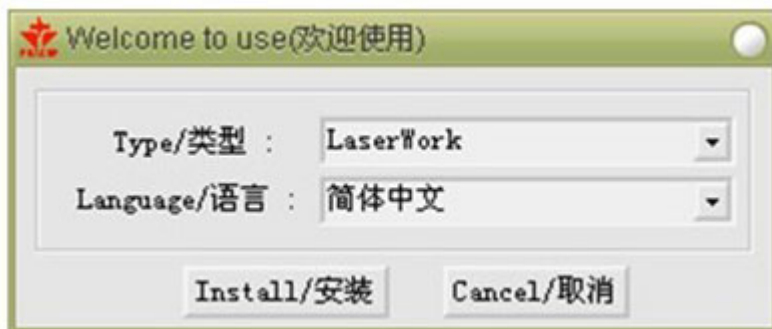 Welcome to use(欢迎使用)
Type/类型 : LaserWork
Language/语言 : 简体中文
Install/安装 Cancel/取消